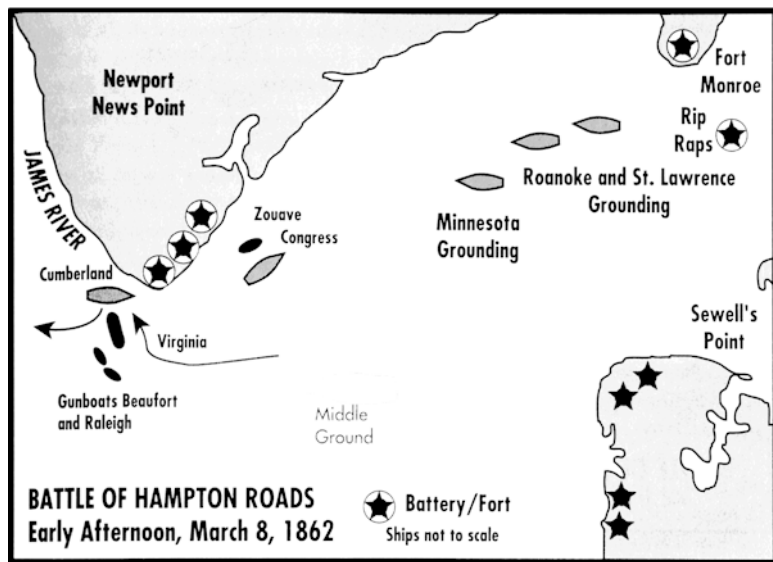 Newport
News Point
Fort
Monroe
Rip
Raps
JAMES RIVER
Roanoke and St. Lawrence
Grounding
Minnesota
Grounding
Zouave
Congress
Cumberland
Virginia
Sewell's
Point
Gunboats Beaufort
and Raleigh
Middle
Ground
BATTLE OF HAMPTON ROADS
Early Afternoon, March 8, 1862
Battery/Fort
Ships not to scale